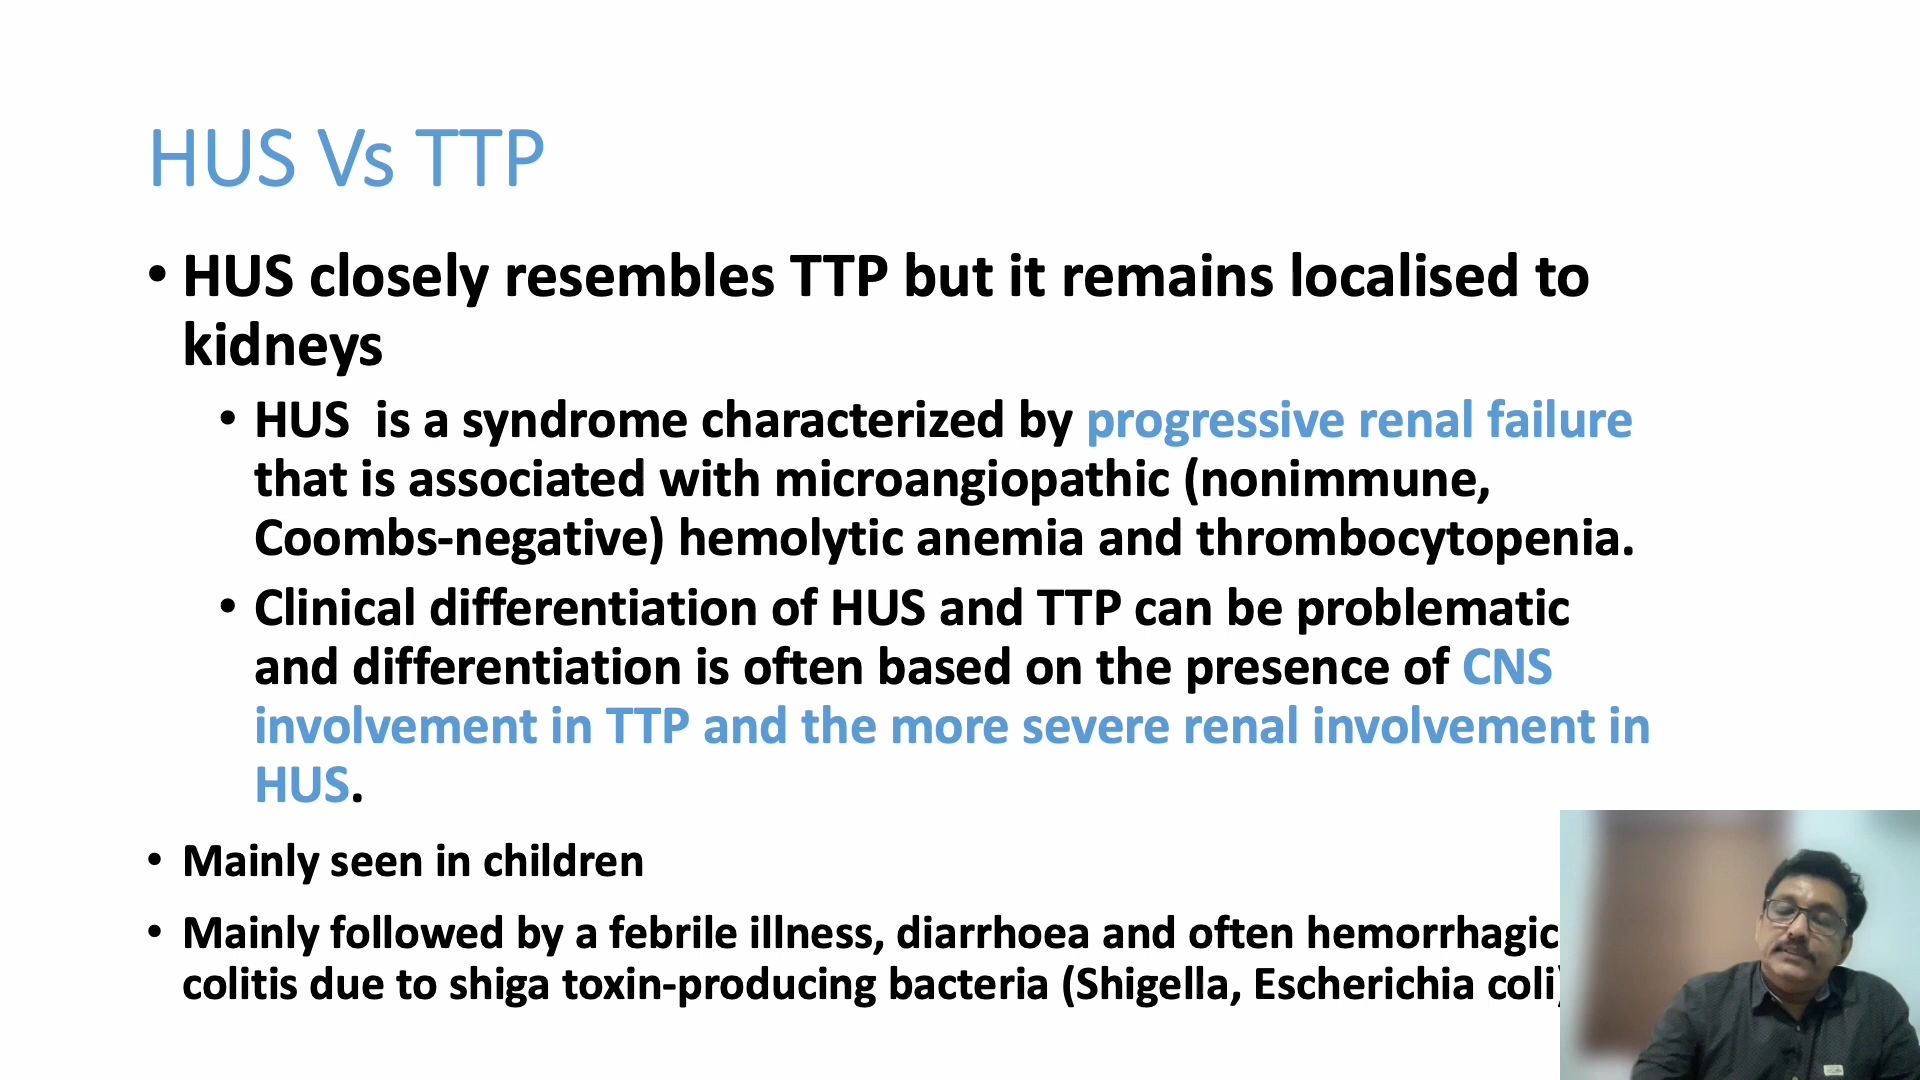 HUS Vs TTP
• HUS closely resembles TTP but it remains localised to
kidneys
• HUS is a syndrome characterized by progressive renal failure
that is associated with microangiopathic (nonimmune,
Coombs-negative) hemolytic anemia and thrombocytopenia.
• Clinical differentiation of HUS and TTP can be problematic
and differentiation is often based on the presence of CNS
involvement in TTP and the more severe renal involvement in
HUS.
• Mainly seen in children
• Mainly followed by a febrile illness, diarrhoea and often hemorrhagic
colitis due to shiga toxin-producing bacteria (Shigella, Escherichia coli)